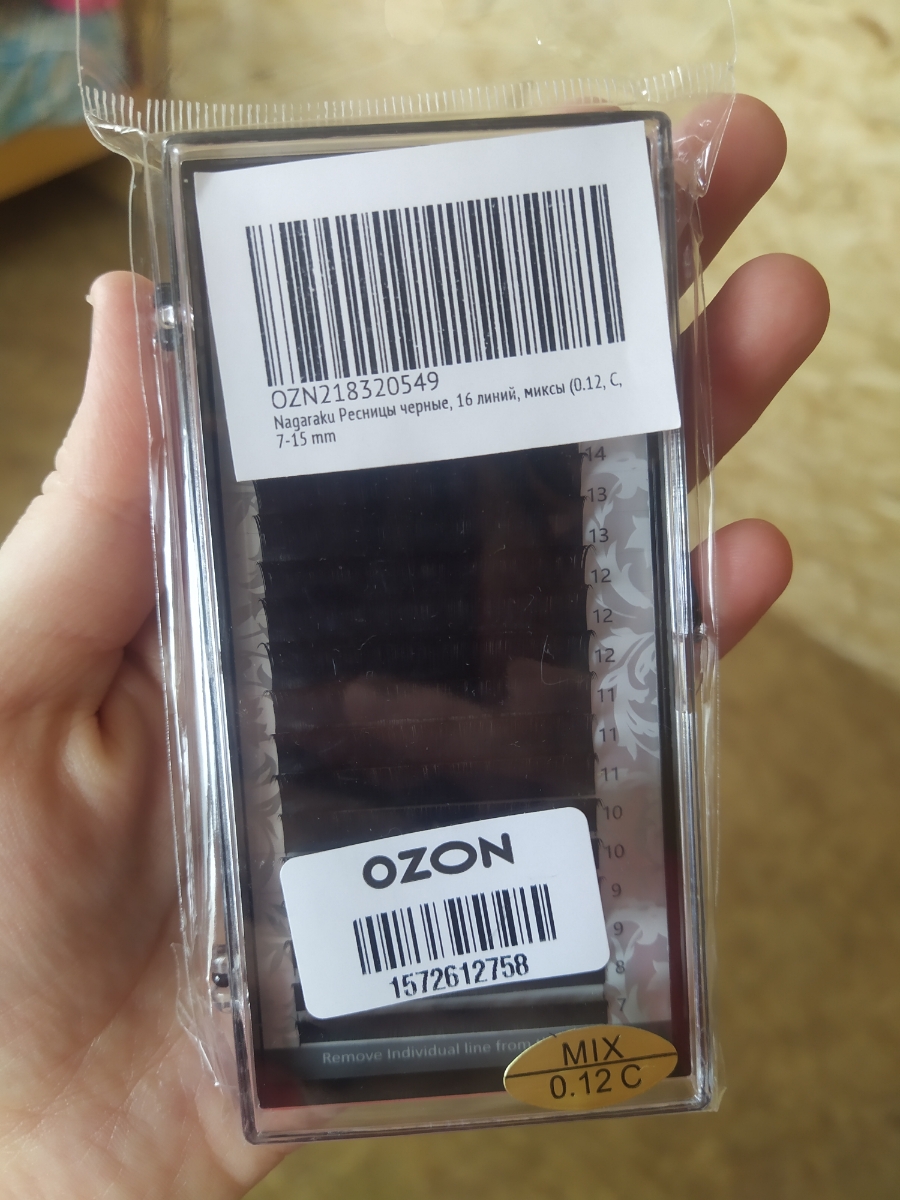 OZN218320549
Nagaraku Ресницы черные, 16 линий, миксы (0.12, C,
7-15 mm
14
13
13
12
12
12
11
11
11
10
10
9
9
8
7
OZON
1572612758
Remove Individual line from
MIX
0.12 C